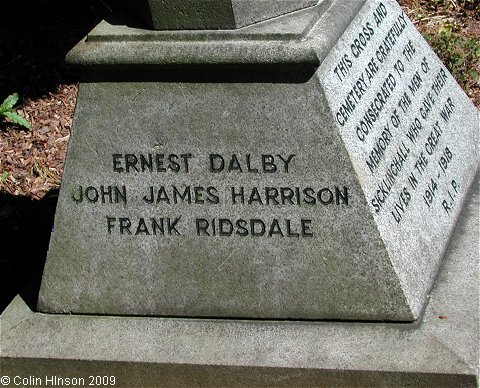 ERNEST DALBY
JOHN JAMES HARRISON
FRANK RIDSDALE
THIS CROSS AND
CEMETERY ARE GRATEFULLY
CONSECRATED TO THE
MEMORY OF THE MEN OF
SICKLINGHALL WHO GAVE THEIR
LIVES IN THE GREAT WAR
1914 - 1918
R.I.P.
© Colin Hinson 2009